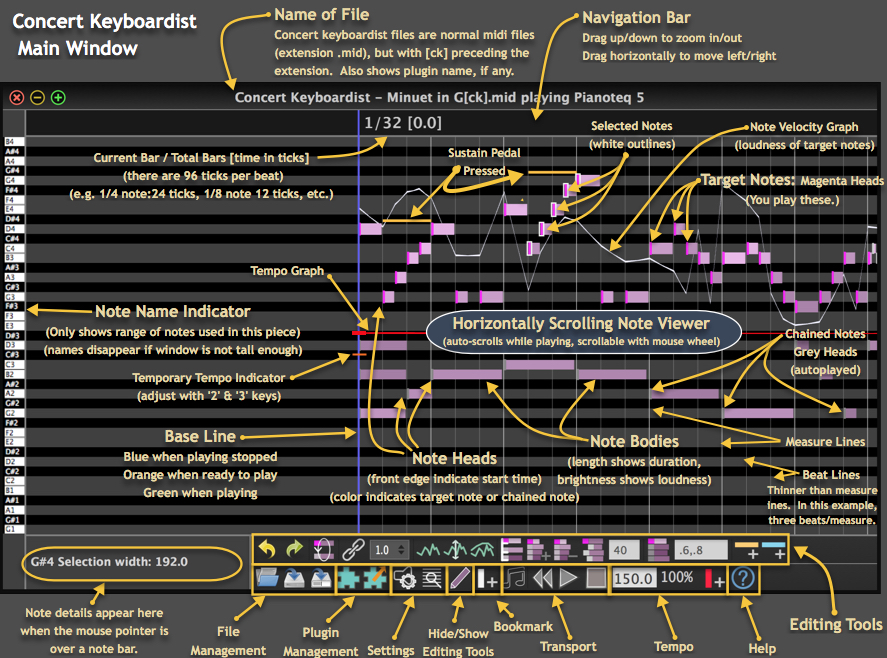 Concert Keyboardist
Main Window
Name of File
Concert keyboardist files are normal midi files
(extension .mid), but with [ck] preceding the
extension. Also shows plugin name, if any.
Navigation Bar
Drag up/down to zoom in/out
Drag horizontally to move left/right
Concert Keyboardist – Minuet in G[ck].mid playing Pianoteq 5
1/32 [0.0]
Current Bar / Total Bars [time in ticks]
(there are 96 ticks per beat)
(e.g. 1/4 note:24 ticks, 1/8 note 12 ticks, etc.)
Sustain Pedal
Pressed
Selected Notes
(white outlines)
Note Velocity Graph
(loudness of target notes)
Target Notes: Magenta Heads
(You play these.)
B4
A#4
A4
G#4
G4
F#4
F4
E4
D#4
D4
C#4
C4
B3
A#3
A3
G#3
G3
F#3
F3
E3
D#3
D3
C#3
C3
B2
A#2
A2
G#2
G2
F#2
F2
E2
D#2
D2
C#2
C2
B1
A#1
A1
G#1
G1
Tempo Graph
Note Name Indicator
(Only shows range of notes used in this piece)
(names disappear if window is not tall enough)
Horizontally Scrolling Note Viewer
(auto-scrolls while playing, scrollable with mouse wheel)
Chained Notes
Grey Heads
(autoplayed)
Temporary Tempo Indicator
(adjust with '2' & '3' keys)
Base Line
Blue when playing stopped
Orange when ready to play
Green when playing
Note Heads
(front edge indicate start time)
(color indicates target note or chained note)
Note Bodies
(length shows duration,
brightness shows loudness)
Measure Lines
Beat Lines
Thinner than measure
lines. In this example,
three beats/measure.
G#4 Selection width: 192.0
1.0
40
.6,.8
150.0
100%
Note details appear here
when the mouse pointer is
over a note bar.
File
Management
Plugin
Management
Settings
Hide/Show
Editing Tools
Bookmark
Transport
Tempo
Help
Editing Tools